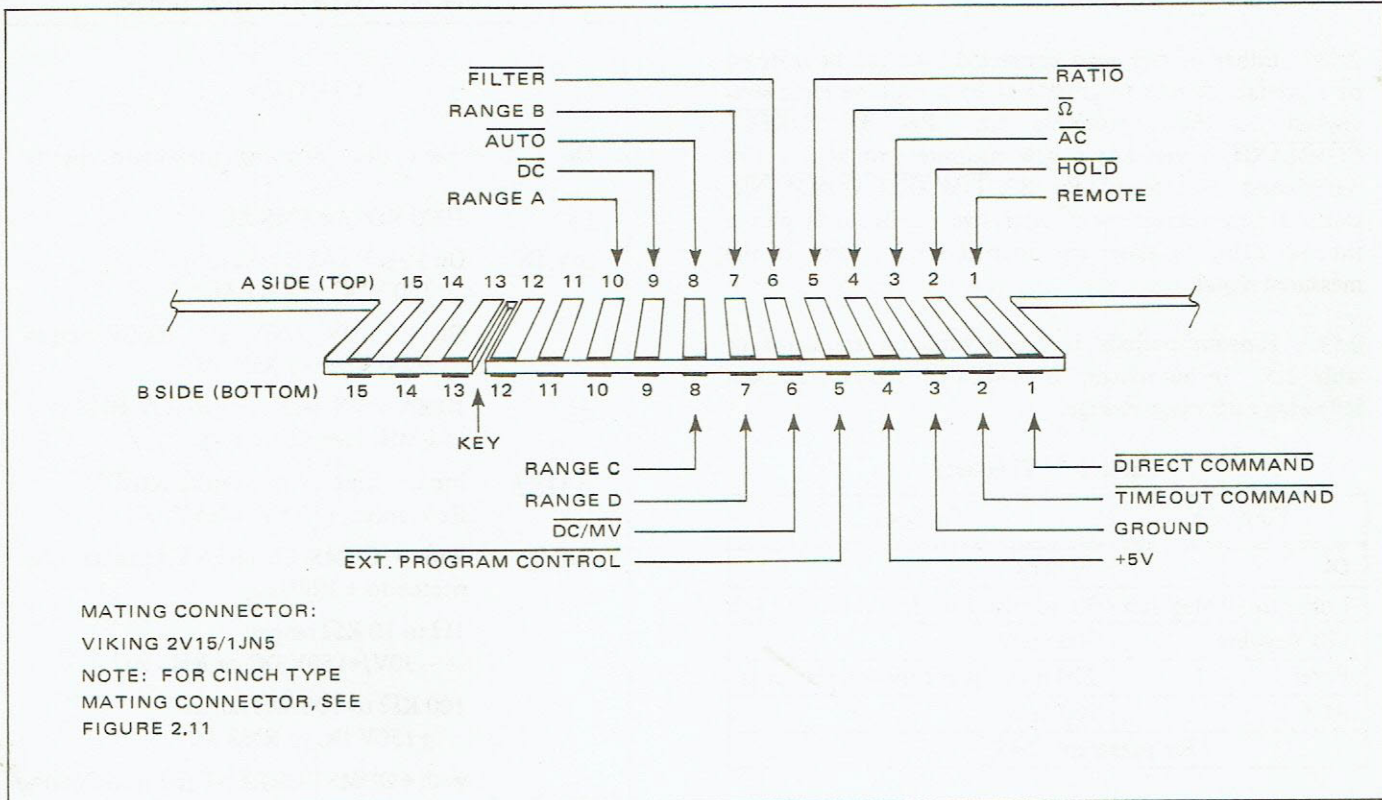 FILTER
RANGE B
AUTO
DC
RANGE A
RATIO
Ω
AC
HOLD
REMOTE
A SIDE (TOP) 15 14 13 12 11 10 9 8 7 6 5 4 3 2 1
B SIDE (BOTTOM) 15 14 13 12 11 10 9 8 7 6 5 4 3 2 1
KEY
RANGE C
RANGE D
DC/MV
EXT. PROGRAM CONTROL
DIRECT COMMAND
TIMEOUT COMMAND
GROUND
+5V
MATING CONNECTOR:
VIKING 2V15/1JN5
NOTE: FOR CINCH TYPE
MATING CONNECTOR, SEE
FIGURE 2,11